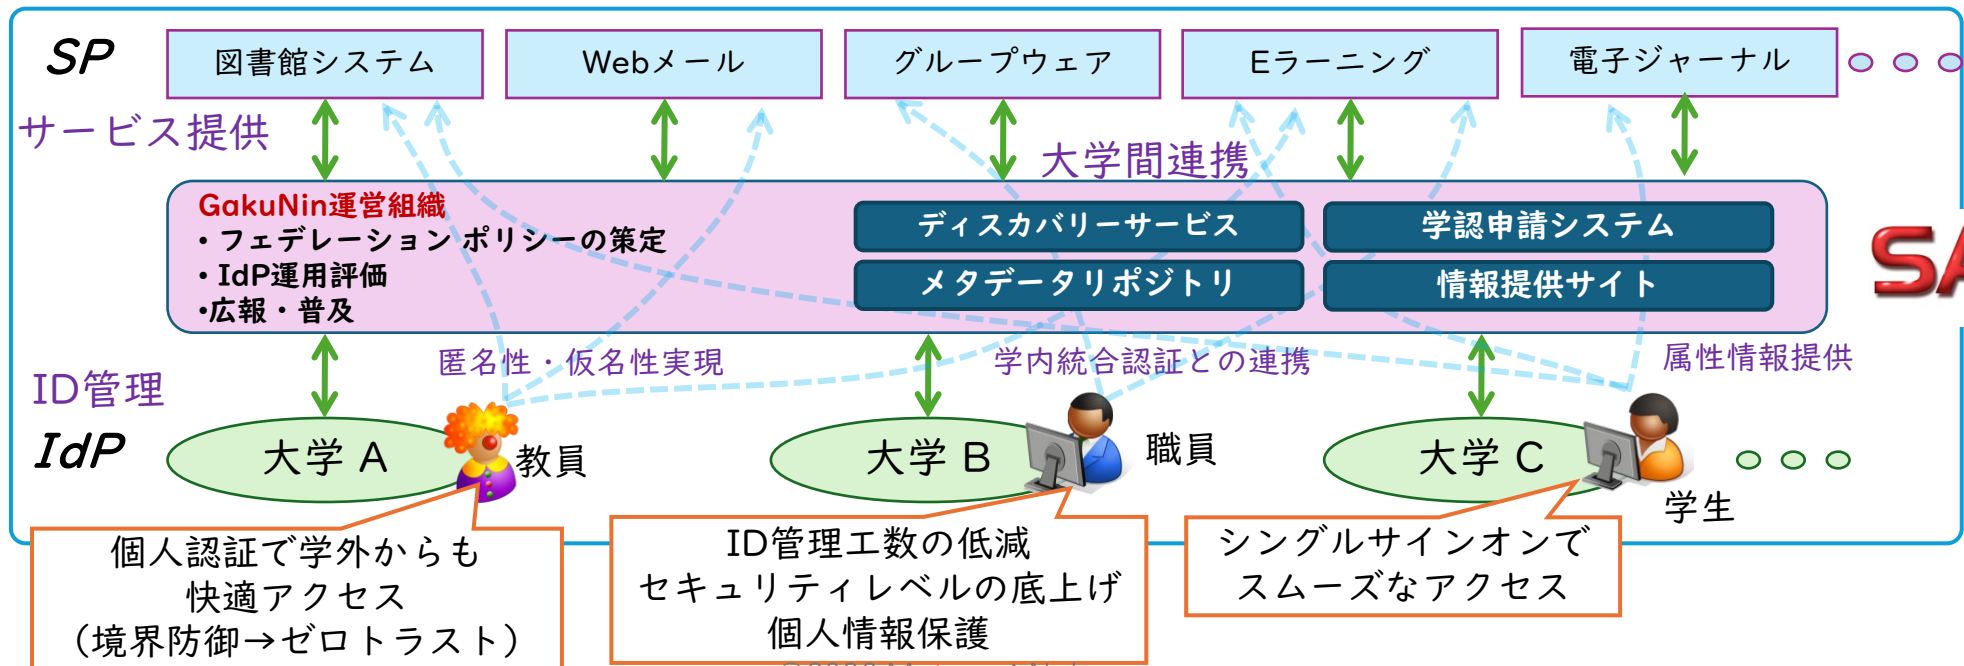 SP
図書館システム
Webメール
グループウェア
Eラーニング
電子ジャーナル
サービス提供
大学間連携
GakuNin運営組織
・フェデレーション ポリシーの策定
・IdP運用評価
・広報・普及
ディスカバリーサービス
学認申請システム
メタデータリポジトリ
情報提供サイト
SA
匿名性・仮名性実現
学内統合認証との連携
属性情報提供
ID管理
IdP
大学 A
教員
大学 B
職員
大学 C
学生
個人認証で学外からも
快適アクセス
（境界防御→ゼロトラスト）
ID管理工数の低減
セキュリティレベルの底上げ
個人情報保護
シングルサインオンで
スムーズなアクセス